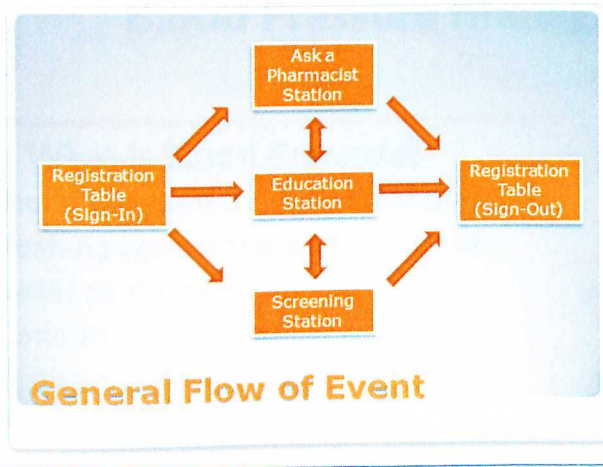 Ask a
Pharmacist
Station
Registration
Table
(Sign-In)
Education
Station
Registration
Table
(Sign-Out)
Screening
Station
General Flow of Event